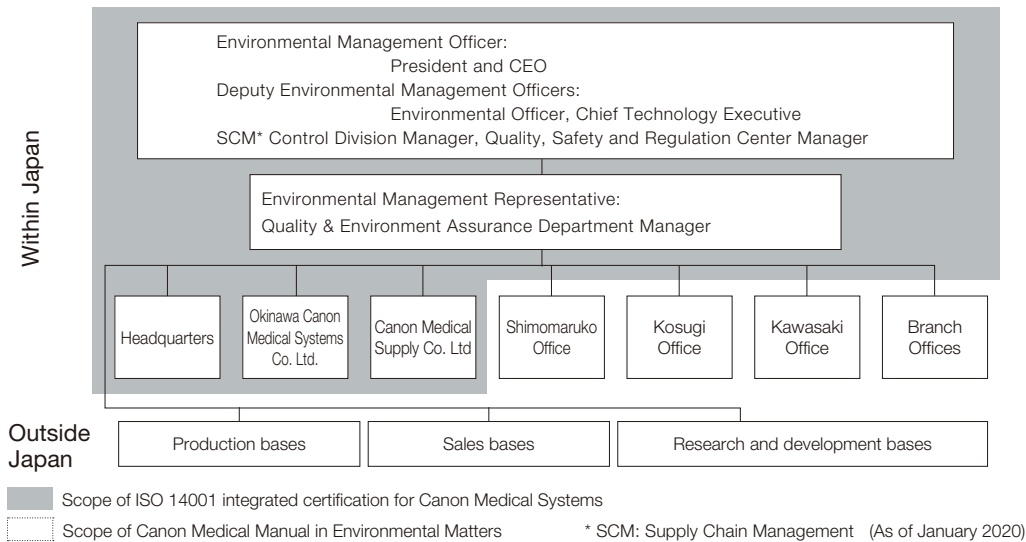 Within Japan
Environmental Management Officer:
President and CEO
Deputy Environmental Management Officers:
Environmental Officer, Chief Technology Executive
SCM* Control Division Manager, Quality, Safety and Regulation Center Manager
Environmental Management Representative:
Quality & Environment Assurance Department Manager
Headquarters
Okinawa Canon
Medical Systems
Co. Ltd.
Canon Medical
Supply Co. Ltd
Shimomaruko
Office
Kosugi
Office
Kawasaki
Office
Branch
Offices
Outside
Japan
Production bases
Sales bases
Research and development bases
Scope of ISO 14001 integrated certification for Canon Medical Systems
Scope of Canon Medical Manual in Environmental Matters
* SCM: Supply Chain Management (As of January 2020)